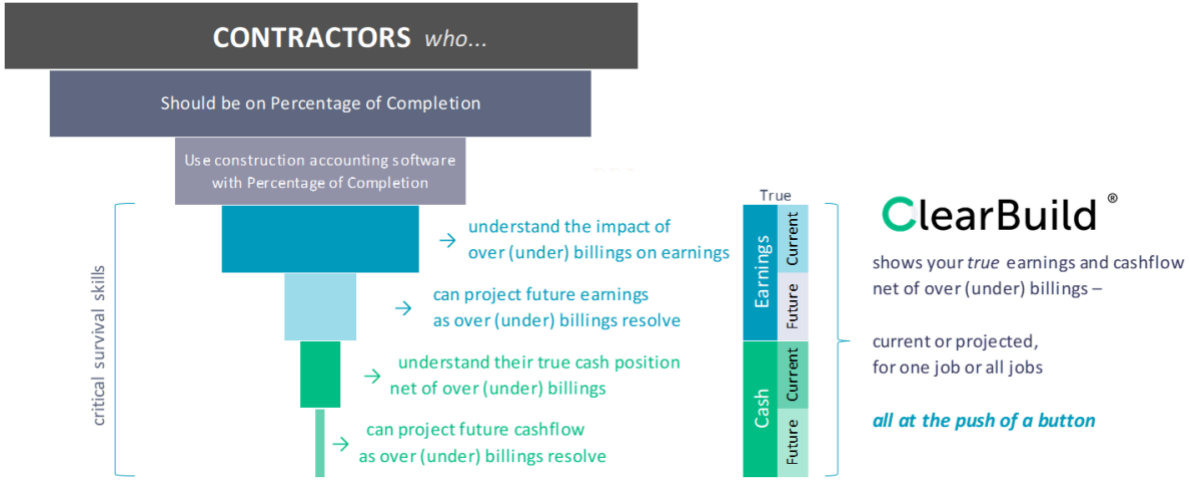 CONTRACTORS who...
Should be on Percentage of Completion
Use construction accounting software
with Percentage of Completion
critical survival skills
understand the impact of
over (under) billings on earnings
can project future earnings
as over (under) billings resolve
understand their true cash position
net of over (under) billings
can project future cashflow
as over (under) billings resolve
True
Earnings
Current
Future
Cash
Current
Future
ClearBuild®
shows your true earnings and cashflow
net of over (under) billings –
current or projected,
for one job or all jobs
all at the push of a button